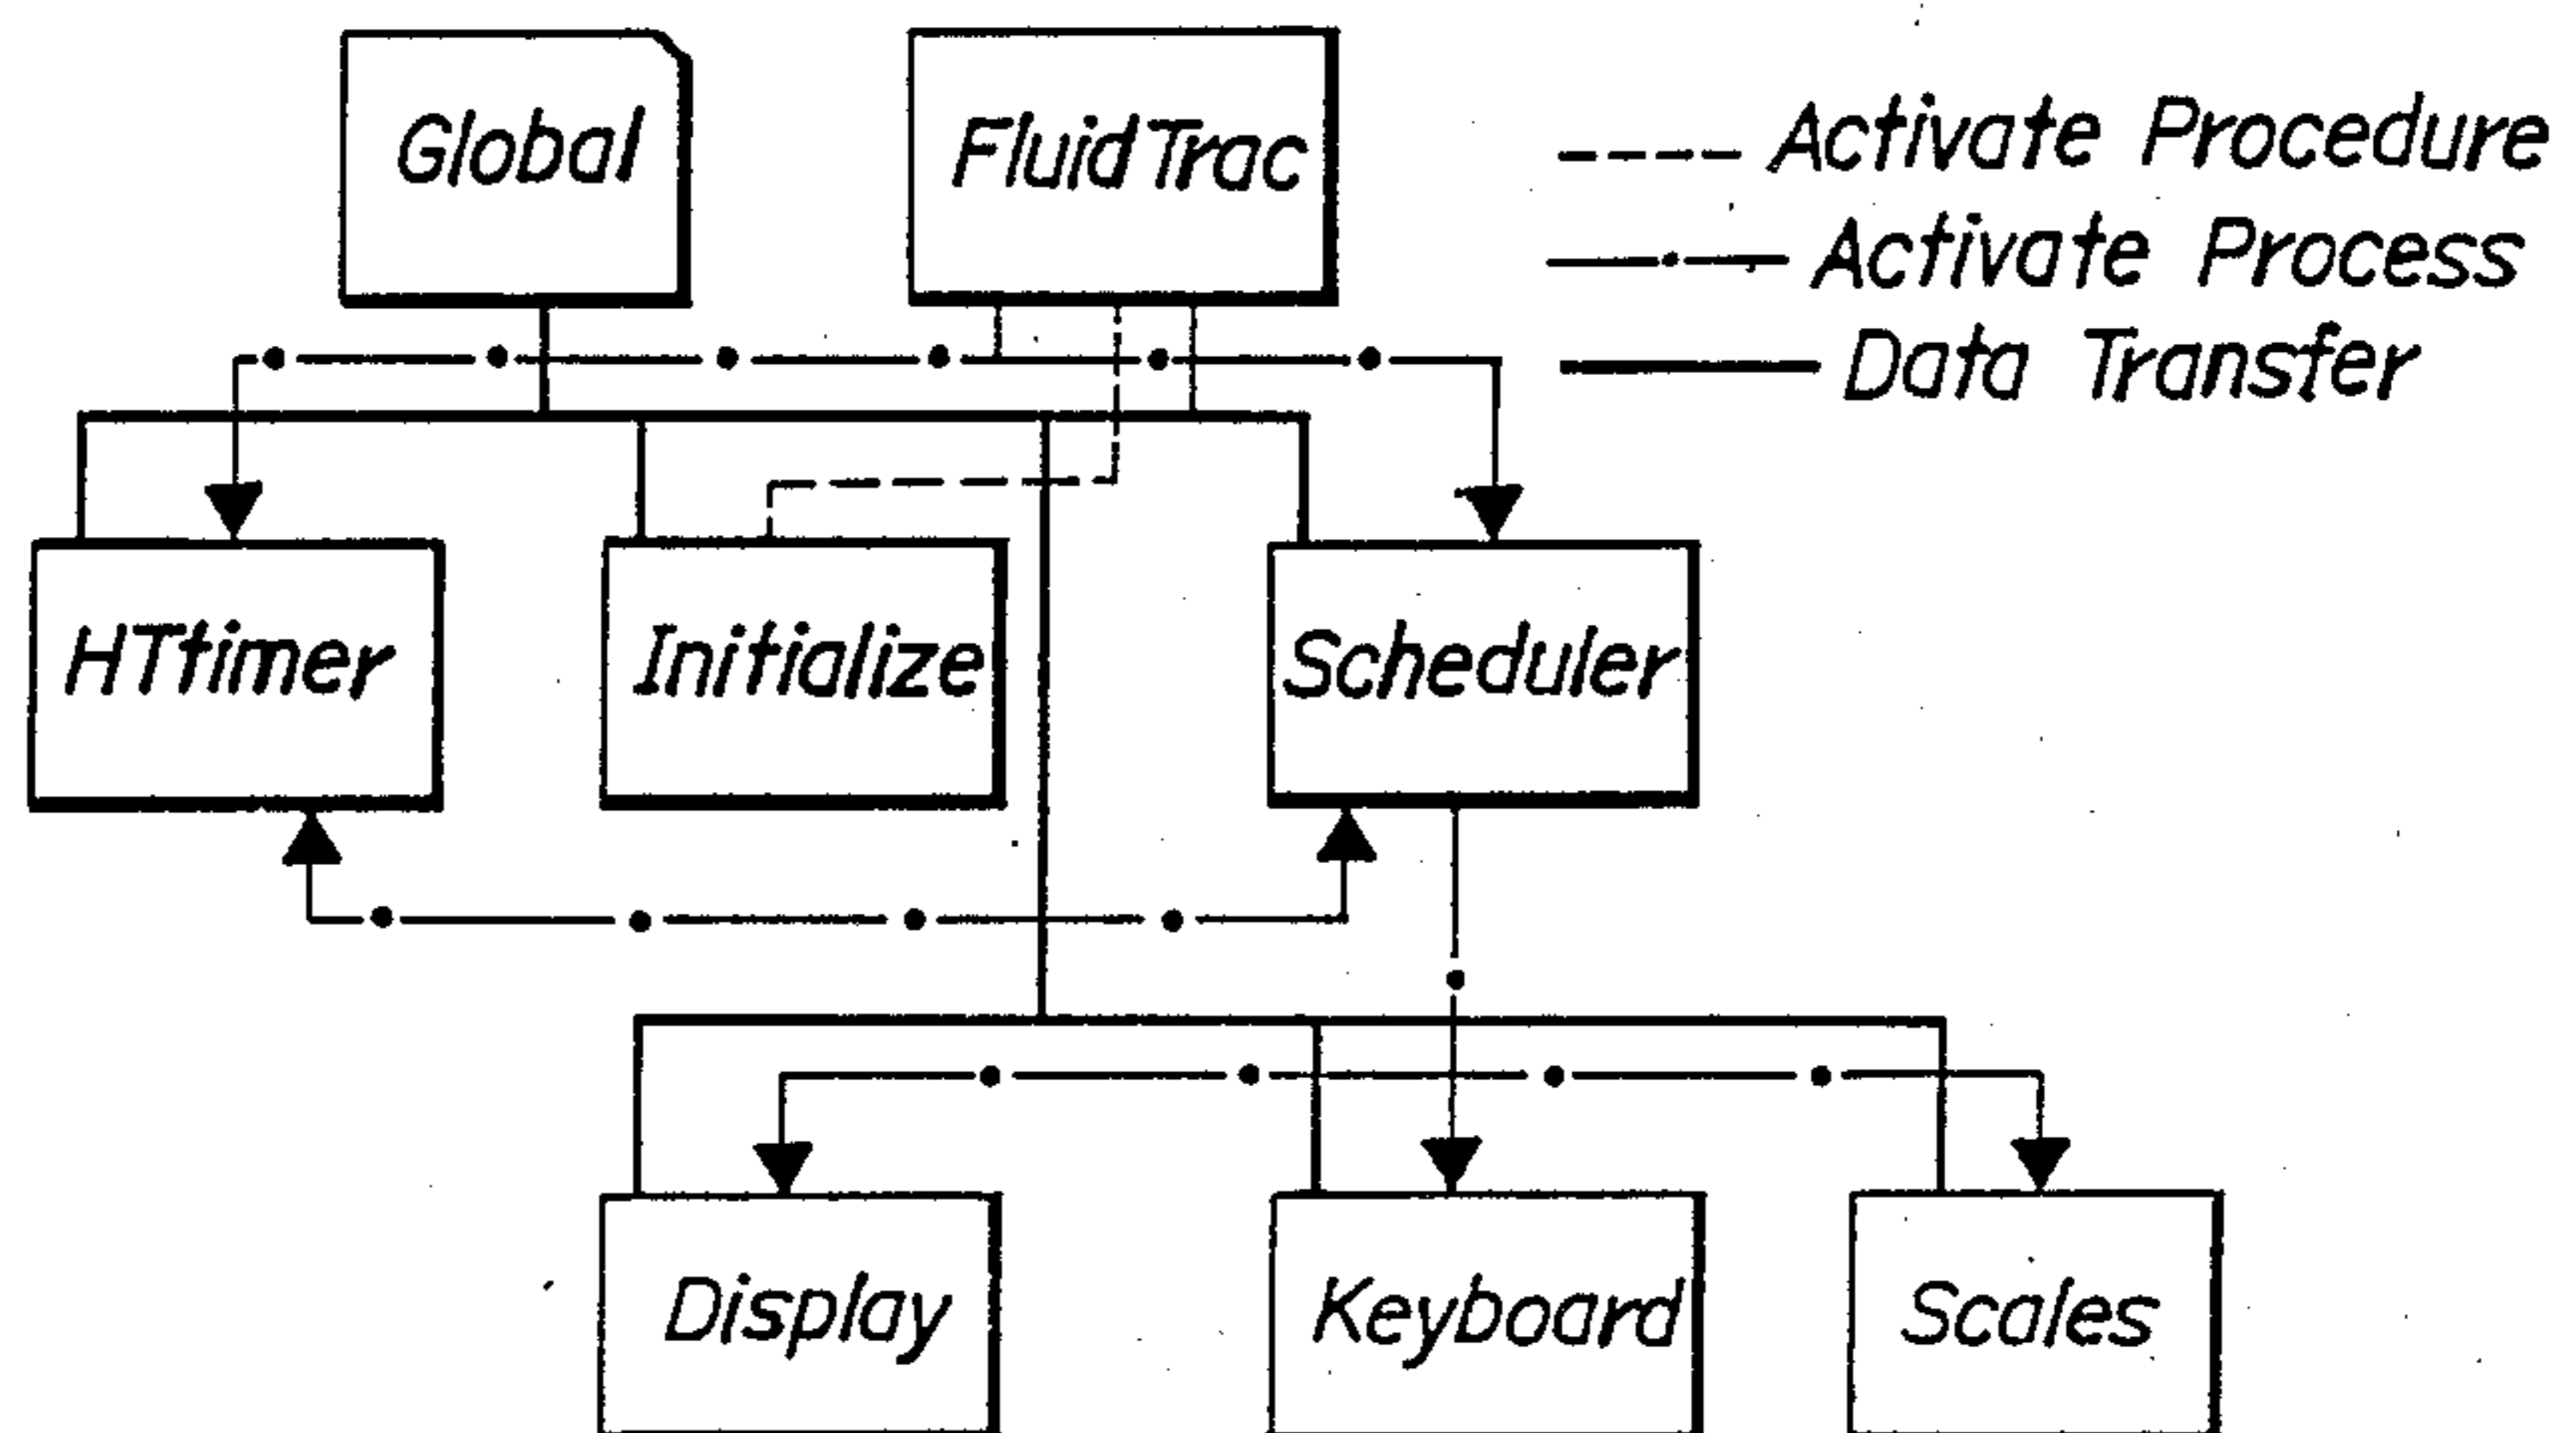 Global
FluidTrac
Activate Procedure
Activate Process
Data Transfer
HTtimer
Initialize
Scheduler
Display
Keyboard
Scales